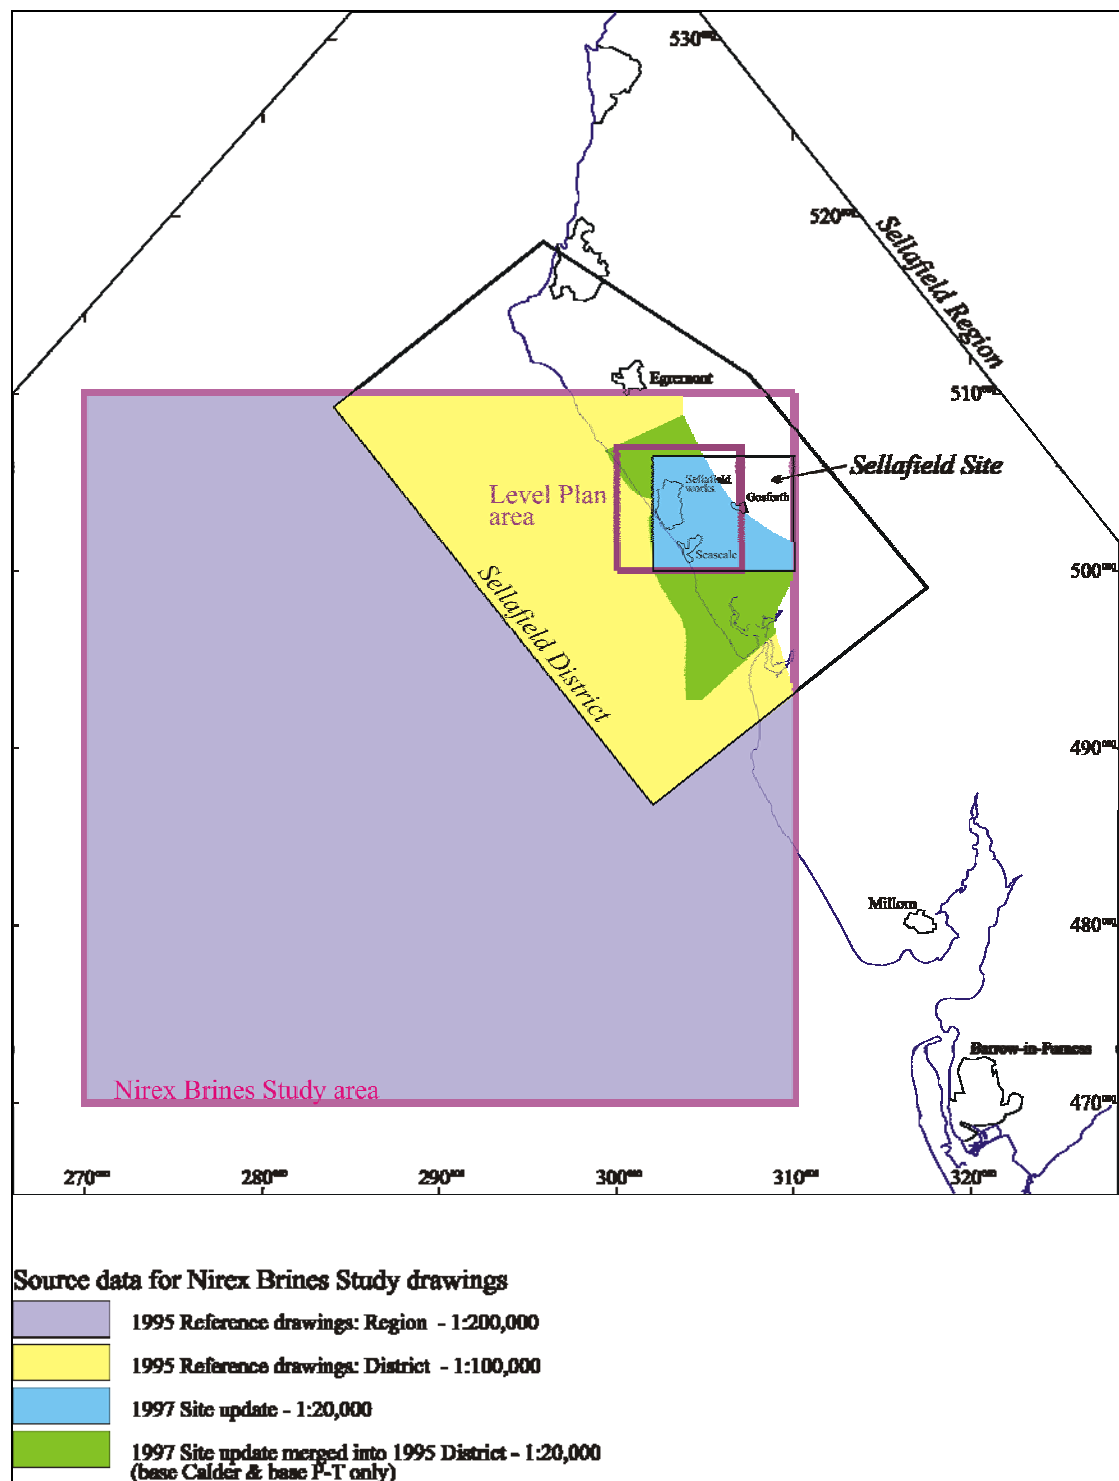 530
520
Sellafield Region
510
Egremont
Sellafield Site
Sellafield
works
Gosforth
Level Plan
area
Seascale
500
Sellafield District
490
Millom
480
Barrow-in-Furness
470
Nirex Brines Study area
270
280
290
300
310
320
Source data for Nirex Brines Study drawings
1995 Reference drawings: Region - 1:200,000
1995 Reference drawings: District - 1:100,000
1997 Site update - 1:20,000
1997 Site update merged into 1995 District - 1:20,000
(base Calder & base P-T only)